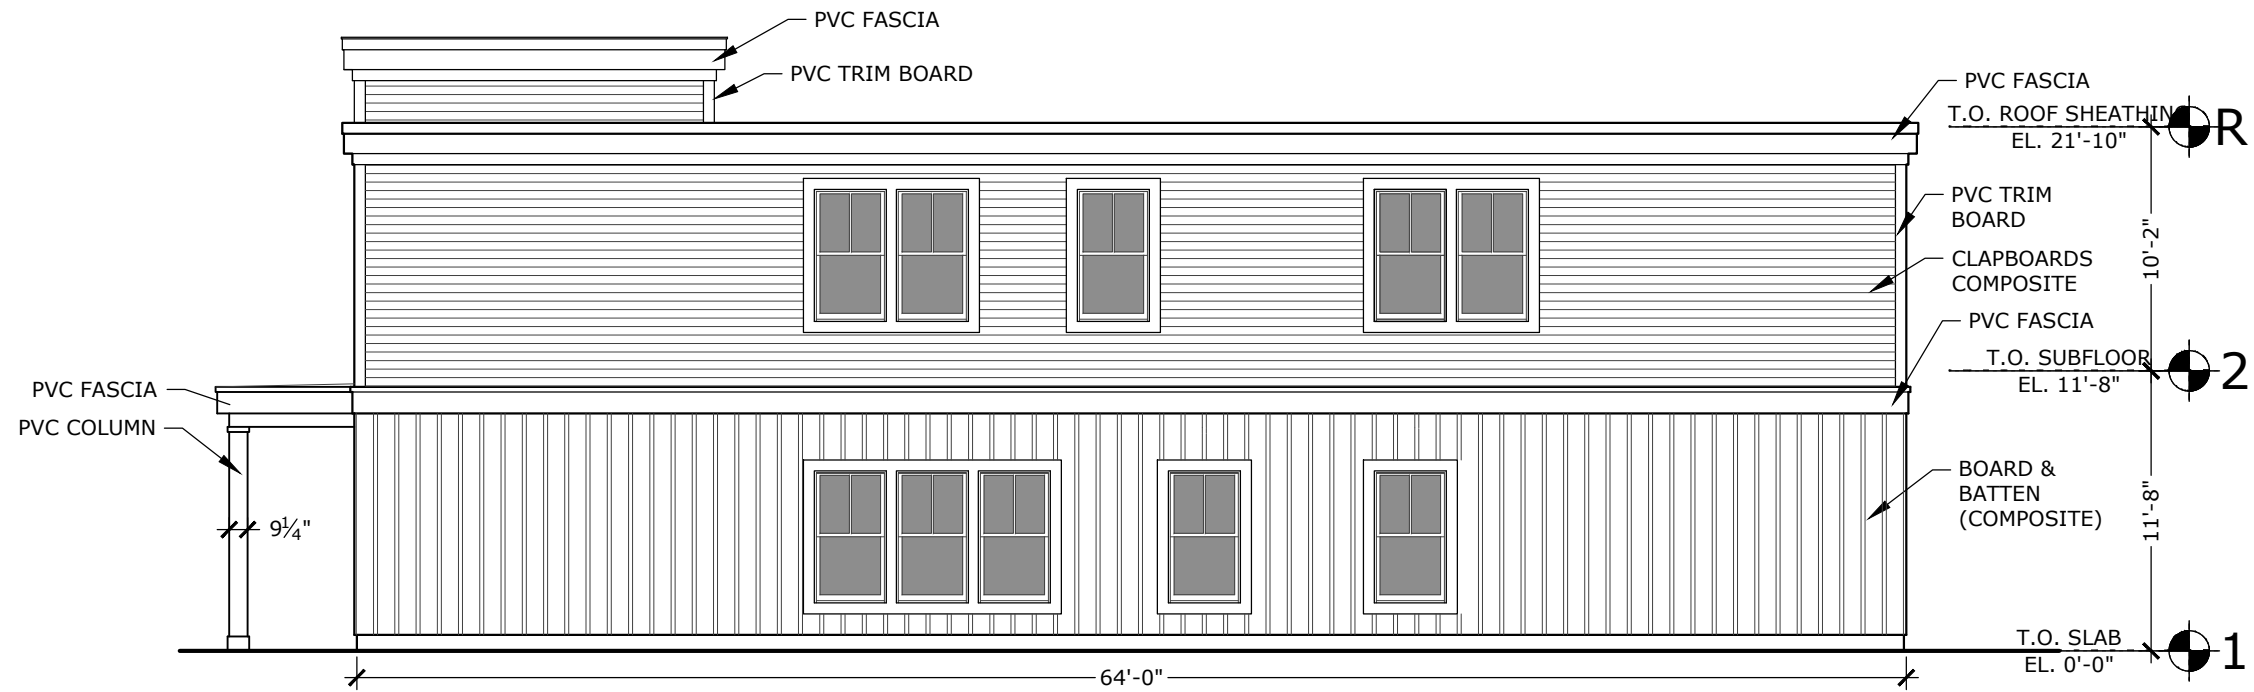 PVC FASCIA
PVC TRIM BOARD
PVC FASCIA
T.O. ROOF SHEATHING
EL. 21'-10"
R
PVC TRIM
BOARD
10'-2"
CLAPBOARDS
COMPOSITE
PVC FASCIA
T.O. SUBFLOOR
EL. 11'-8"
2
PVC FASCIA
PVC COLUMN
9¼"
BOARD &
BATTEN
(COMPOSITE)
11'-8"
T.O. SLAB
EL. 0'-0"
1
64'-0"